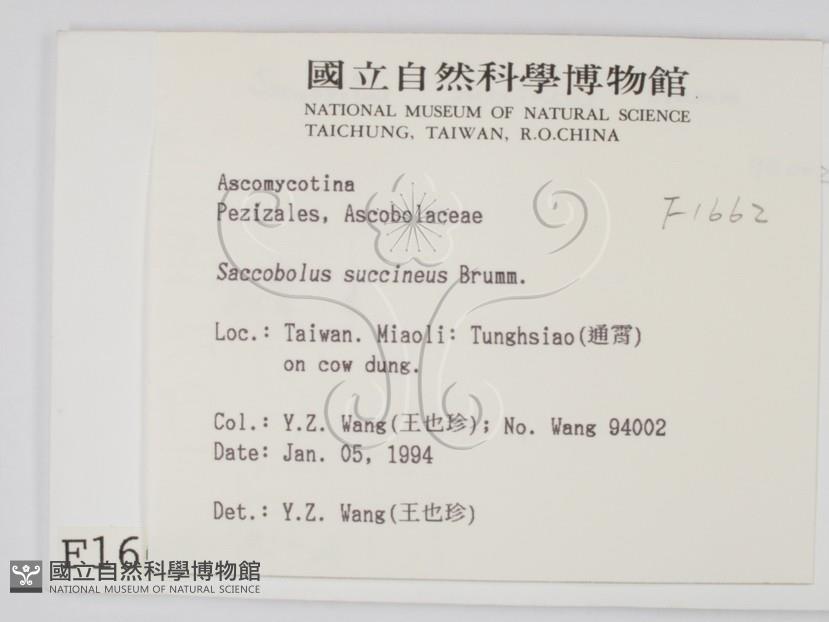 國立自然科學博物館
NATIONAL MUSEUM OF NATURAL SCIENCE
TAICHUNG, TAIWAN, R.O.CHINA
Ascomycotina
Pezizales, Ascobolaceae
F1662
Saccobolus succineus Brumm.
Loc.: Taiwan. Miaoli: Tunghsiao(通霄)
on cow dung.
Col.: Y.Z. Wang(王也珍); No. Wang 94002
Date: Jan. 05, 1994
Det.: Y.Z. Wang(王也珍)
F16
國立自然科學博物館
NATIONAL MUSEUM OF NATURAL SCIENCE